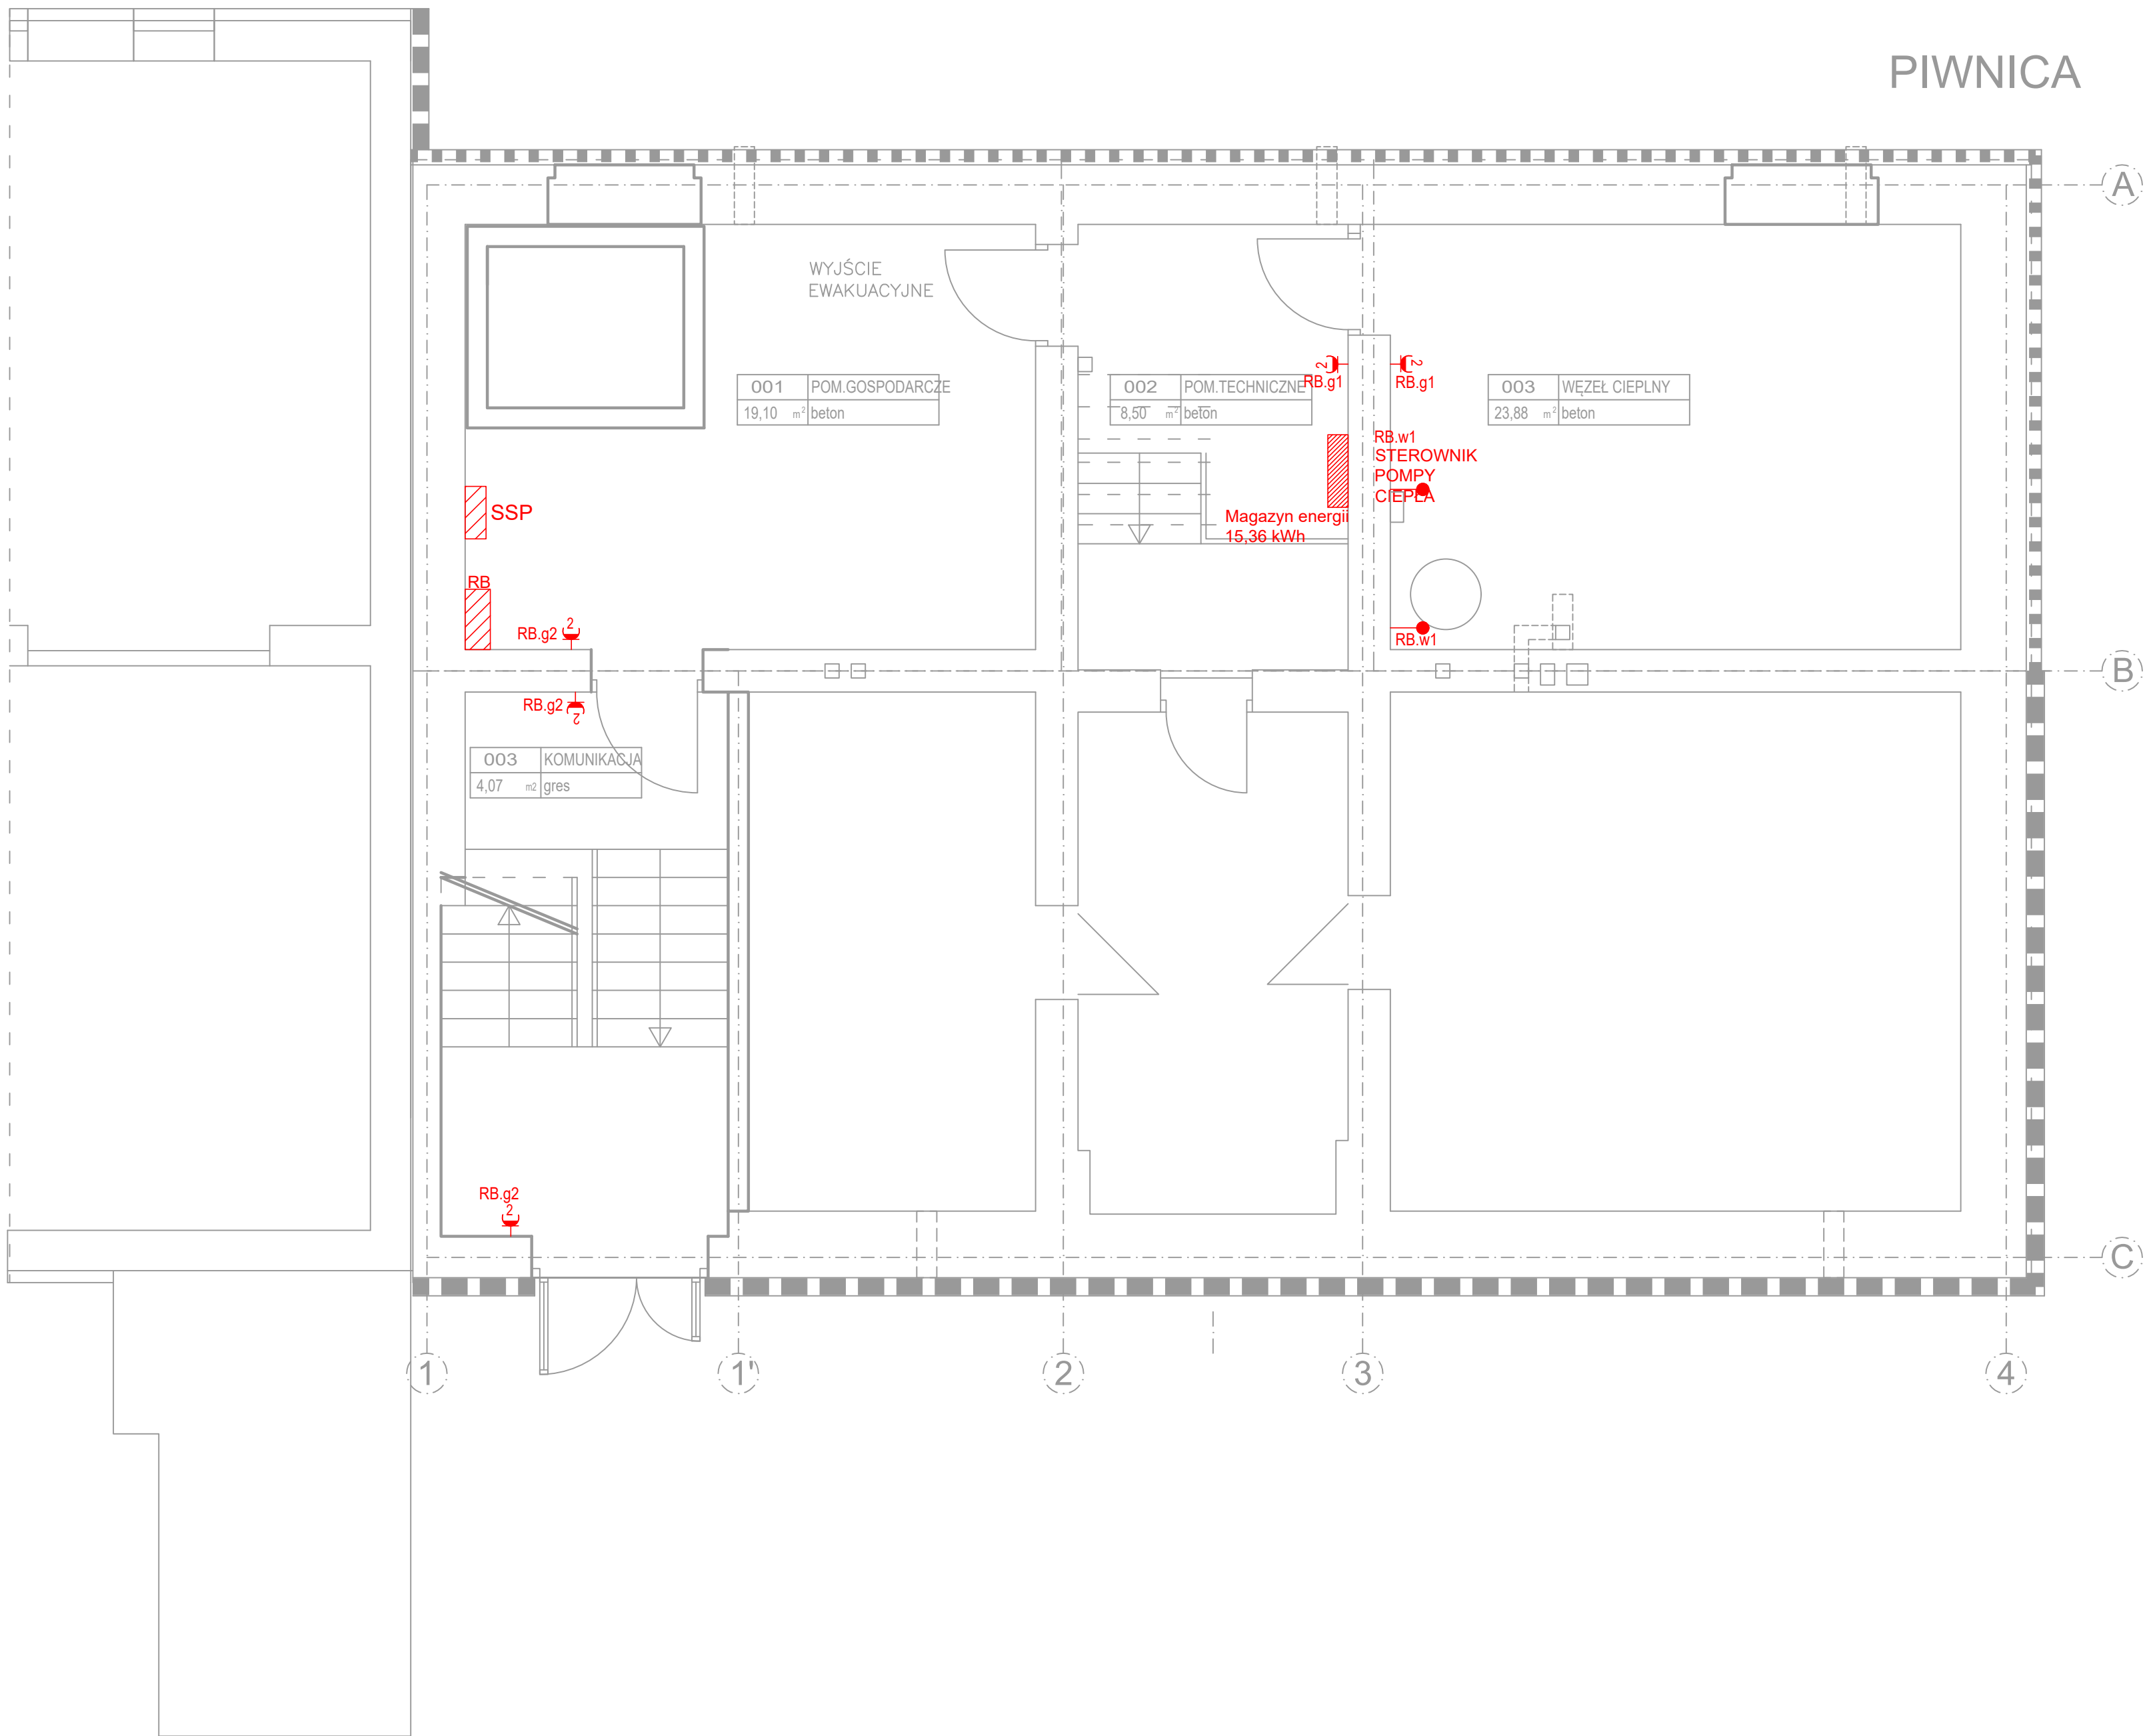 PIWNICA
A
WYJŚCIE
EWAKUACYJNE
001 POM.GOSPODARCZE
19,10 m2 beton
002 POM.TECHNICZNE
8,50 m2 beton
2
RB.g1
2
RB.g1
003 WĘZEŁ CIEPLNY
23,88 m2 beton
RB.w1
STEROWNIK
POMPY
CIEPŁA
SSP
Magazyn energii
15,36 kWh
RB
RB.g2 2
RB.w1
B
RB.g2 2
003 KOMUNIKACJA
4,07 m2 gres
RB.g2
2
C
1
1'
2
3
4